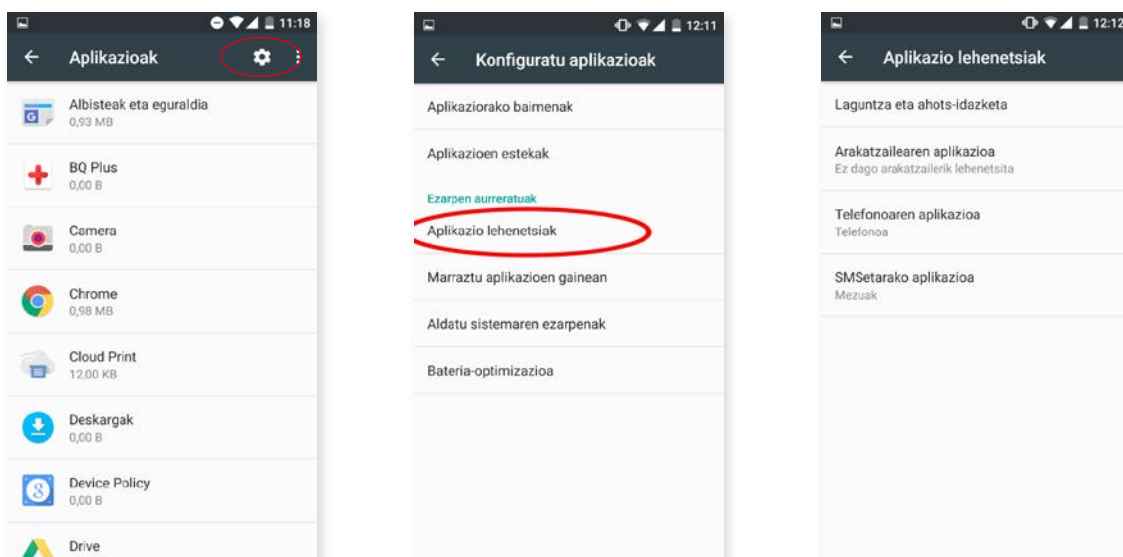 11:18
Aplikazioak
Albisteak eta eguraldia
0,93 MB
BQ Plus
0,00 B
Camera
0,00 B
Chrome
0,98 MB
Cloud Print
12,00 KB
Deskargak
0,00 B
Device Policy
0,00 B
Drive
12:11
Konfiguratu aplikazioak
Aplikaziorako baimenak
Aplikazioen estekak
Ezarpen aurreratuak
Aplikazio lehenetsiak
Marraztu aplikazioen gainean
Aldatu sistemaren ezarpenak
Bateria-optimizazioa
12:12
Aplikazio lehenetsiak
Laguntza eta ahots-idazketa
Arakatzailearen aplikazioa
Ez dago arakatzailerik lehenetsita
Telefonoaren aplikazioa
Telefonoa
SMSetarako aplikazioa
Mezuak